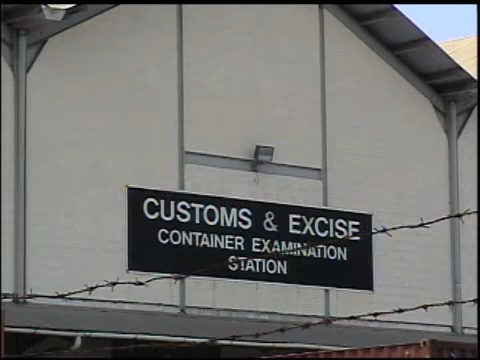 CUSTOMS & EXCISE
CONTAINER EXAMINATION
STATION